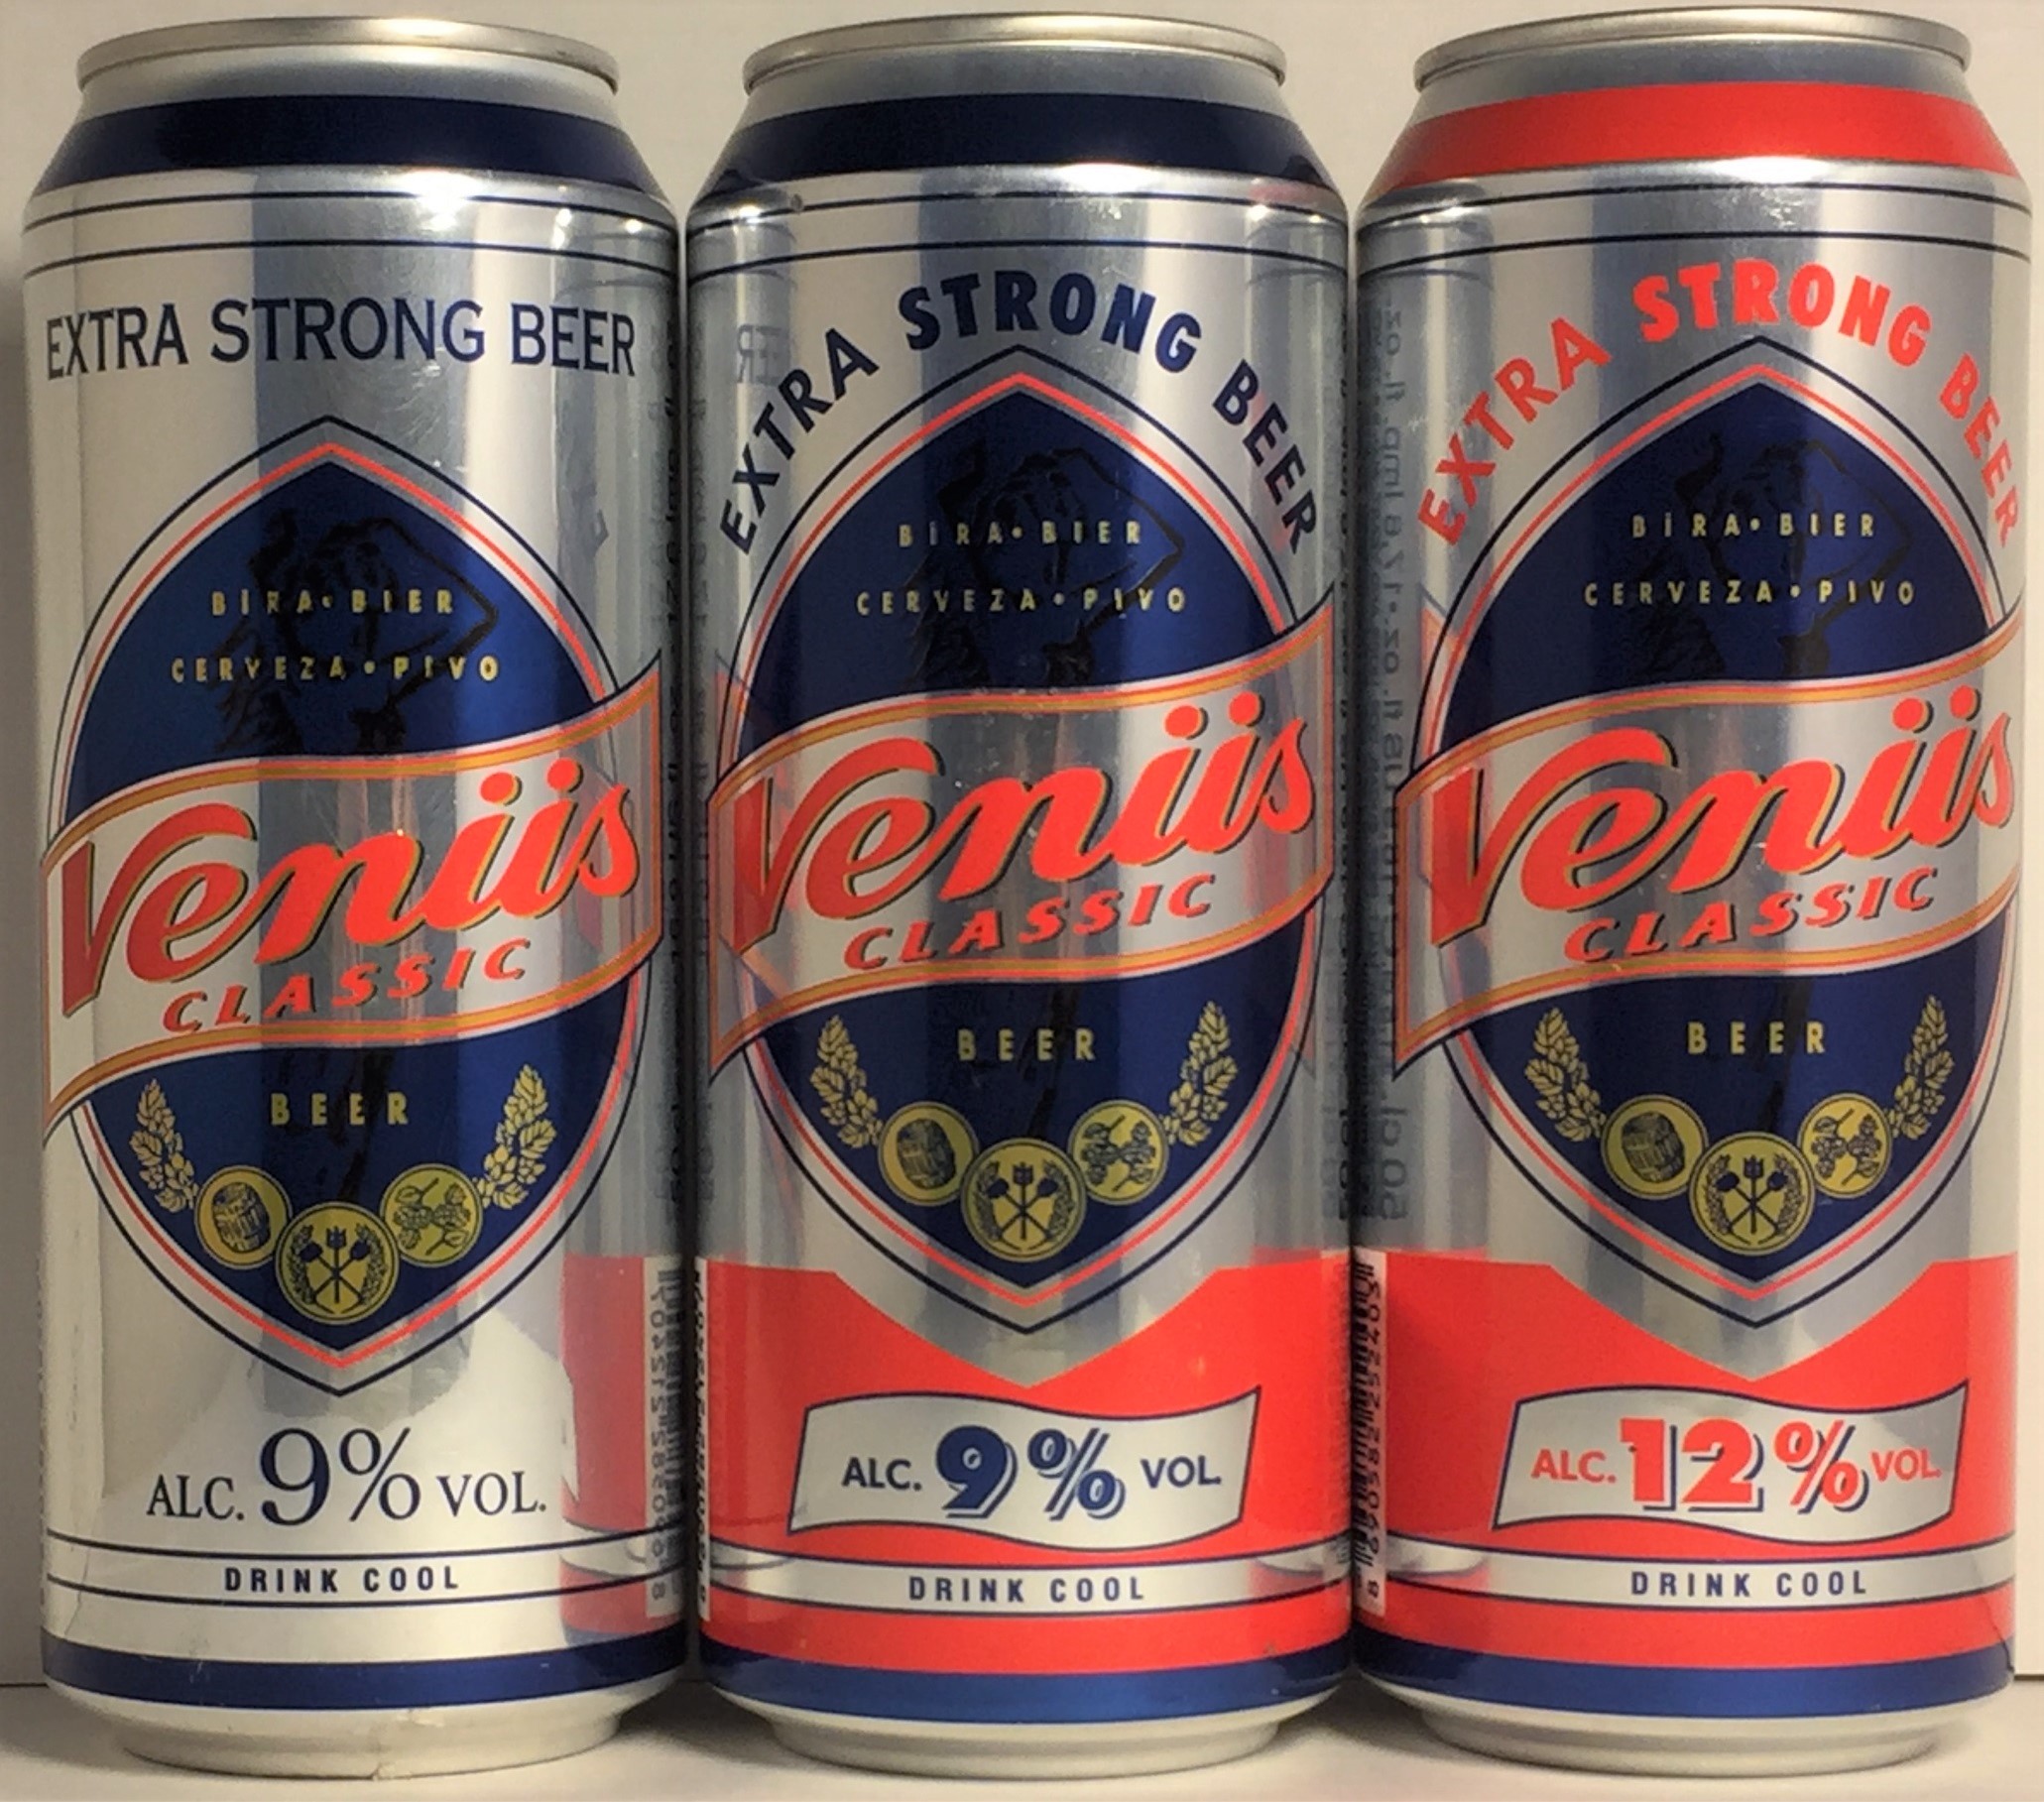 EXTRA STRONG BEER
BİRA • BIER
CERVEZA • PIVO
Venüs
CLASSIC
BEER
ALC. 9% VOL.
DRINK COOL
EXTRA STRONG BEER
BİRA • BIER
CERVEZA • PIVO
Venüs
CLASSIC
BEER
ALC. 9% VOL.
DRINK COOL
EXTRA STRONG BEER
BİRA • BIER
CERVEZA • PIVO
Venüs
CLASSIC
BEER
ALC. 12% VOL.
DRINK COOL